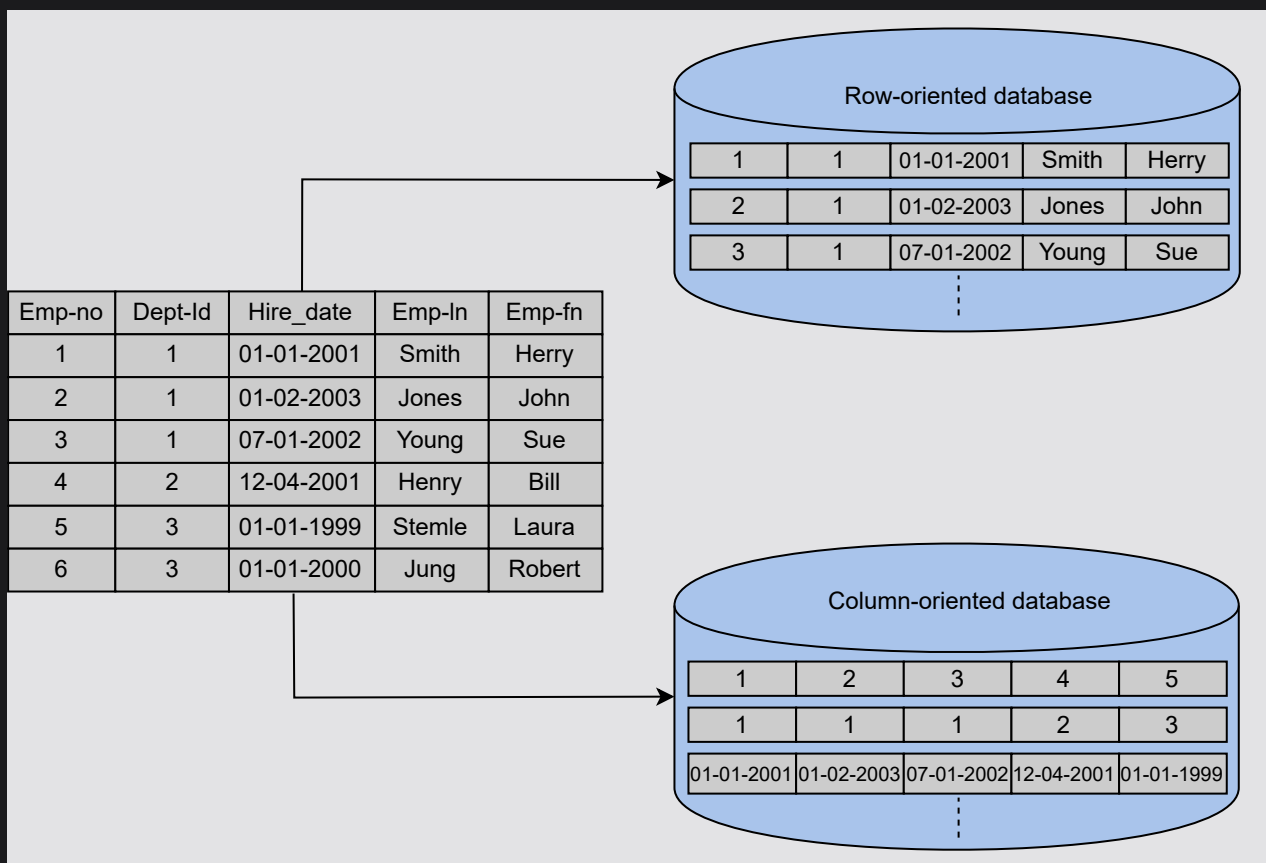 Row-oriented database
1 1 01-01-2001 Smith Herry
2 1 01-02-2003 Jones John
3 1 07-01-2002 Young Sue
Emp-no Dept-Id Hire_date Emp-ln Emp-fn
1 1 01-01-2001 Smith Herry
2 1 01-02-2003 Jones John
3 1 07-01-2002 Young Sue
4 2 12-04-2001 Henry Bill
5 3 01-01-1999 Stemle Laura
6 3 01-01-2000 Jung Robert
Column-oriented database
1 2 3 4 5
1 1 1 2 3
01-01-2001 01-02-2003 07-01-2002 12-04-2001 01-01-1999